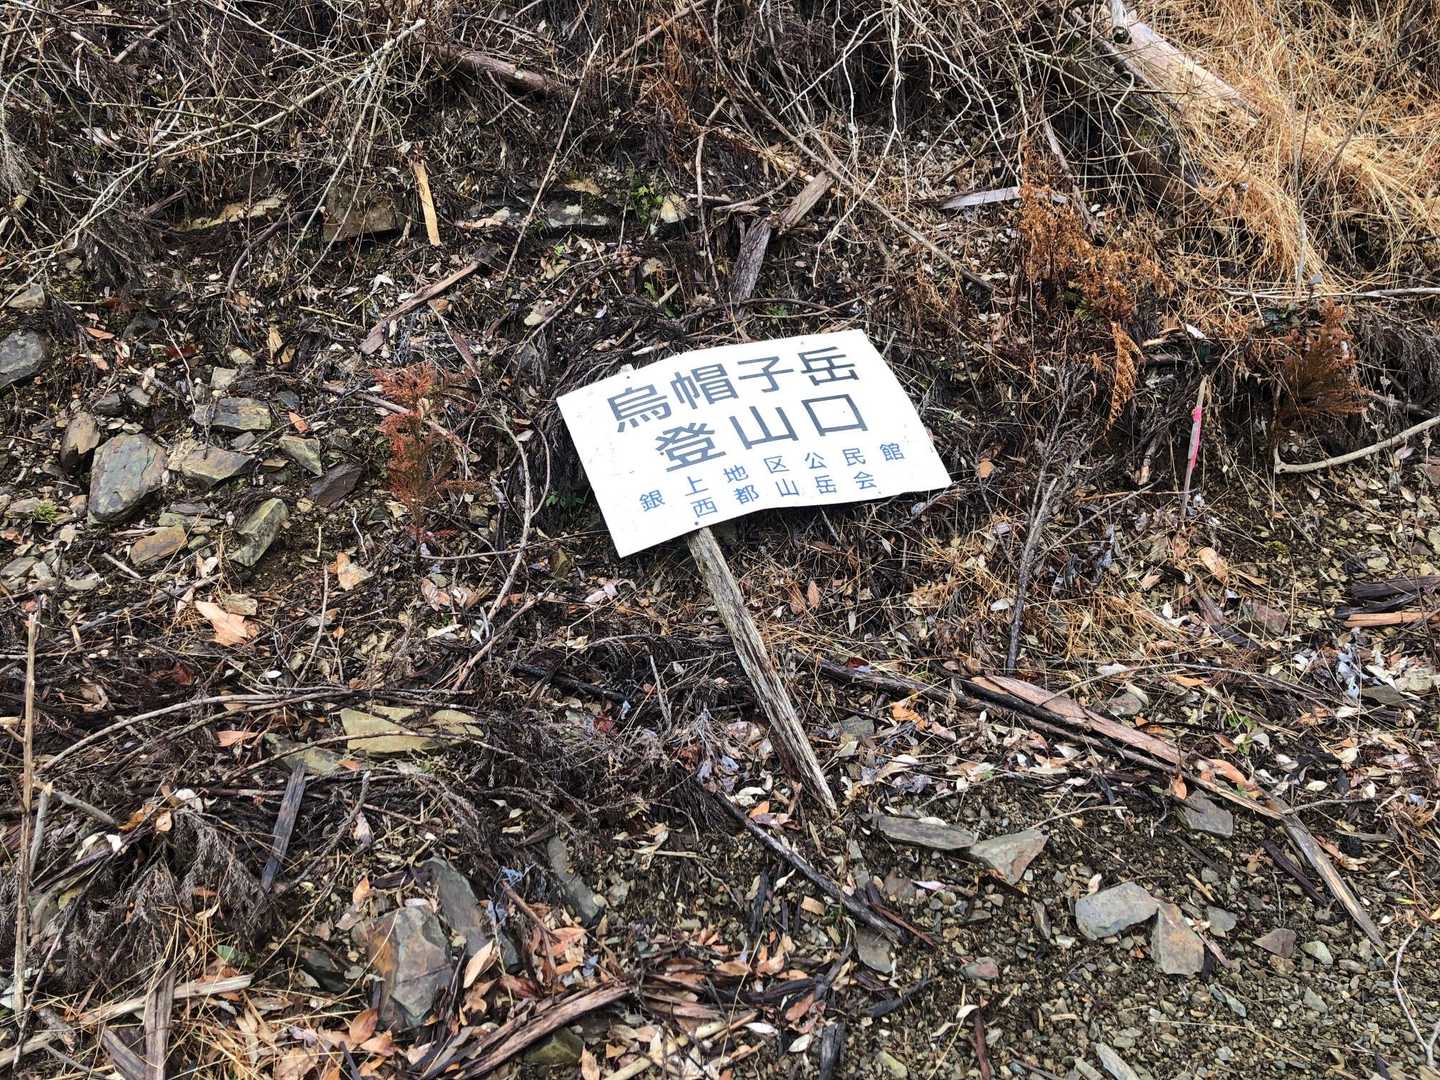 烏帽子岳
登山口
銀上地区公民館
西都山岳会